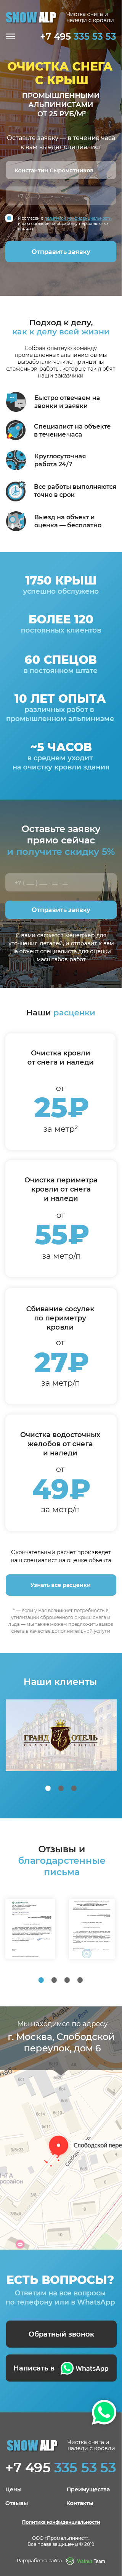 SNOW ALP
Чистка снега и
наледи с кровли
+7 495 335 53 53
ОЧИСТКА СНЕГА
С КРЫШ
ПРОМЫШЛЕННЫМИ
АЛЬПИНИСТАМИ
ОТ 25 РУБ/М²
Оставьте заявку — в течение часа
к вам выедет специалист
Константин Сыромятников
Отправить заявку
Подход к делу,
как к делу всей жизни
Собрав опытную команду
промышленных альпинистов мы
выработали четкие принципы
слаженной работы, которые так любят
наши заказчики
Быстро отвечаем на
звонки и заявки
Специалист на объекте
в течение часа
Круглосуточная
работа 24/7
Все работы выполняются
точно в срок
Выезд на объект и
оценка — бесплатно
1750 КРЫШ
успешно обслужено
БОЛЕЕ 120
постоянных клиентов
60 СПЕЦОВ
в постоянном штате
10 ЛЕТ ОПЫТА
различных работ в
промышленном альпинизме
~5 ЧАСОВ
в среднем уходит
на очистку кровли здания
Оставьте заявку
прямо сейчас
и получите скидку 5%
Отправить заявку
С вами свяжется менеджер для
уточнения деталей, и отправит к вам
на объект специалиста для оценки
масштабов работ
Наши расценки
Очистка кровли
от снега и наледи
от
25₽
за метр²
Очистка периметра
кровли от снега
и наледи
от
55₽
за метр/п
Сбивание сосулек
по периметру
кровли
от
27₽
за метр/п
Очистка водосточных
желобов от снега
и наледи
от
49₽
за метр/п
Окончательный расчет произведет
наш специалист на оценке объекта
Узнать все расценки
Наши клиенты
ГРАНД ОТЕЛЬ
Отзывы и
благодарственные
письма
Мы находимся по адресу
г. Москва, Слободской
переулок, дом 6
Слободской пере
ЕСТЬ ВОПРОСЫ?
Ответим на все вопросы
по телефону или в WhatsApp
Обратный звонок
Написать в WhatsApp
SNOW ALP
Чистка снега и
наледи с кровли
+7 495 335 53 53
Цены
Преимущества
Отзывы
Контакты
Политика конфиденциальности
ООО «Промальпчист».
Все права защищены © 2019